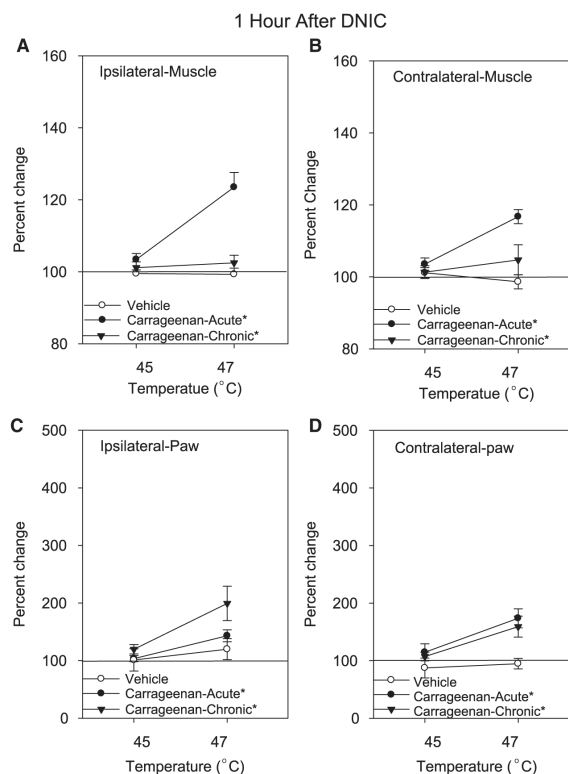 1 Hour After DNIC
A
Ipsilateral-Muscle
160
140
120
100
80
Percent change
Vehicle
Carrageenan-Acute*
Carrageenan-Chronic*
45 47
Temperatue (°C)
B
Contralateral-Muscle
160
140
120
100
80
Percent Change
Vehicle
Carrageenan-Acute*
Carrageenan-Chronic*
45 47
Temperatue (°C)
C
Ipsilateral-Paw
500
400
300
200
100
0
Percent change
Vehicle
Carrageenan-Acute*
Carrageenan-Chronic*
45 47
Temperature (°C)
D
Contralateral-paw
500
400
300
200
100
0
Percent change
Vehicle
Carrageenan-Acute*
Carrageenan-Chronic*
45 47
Temperature (°C)